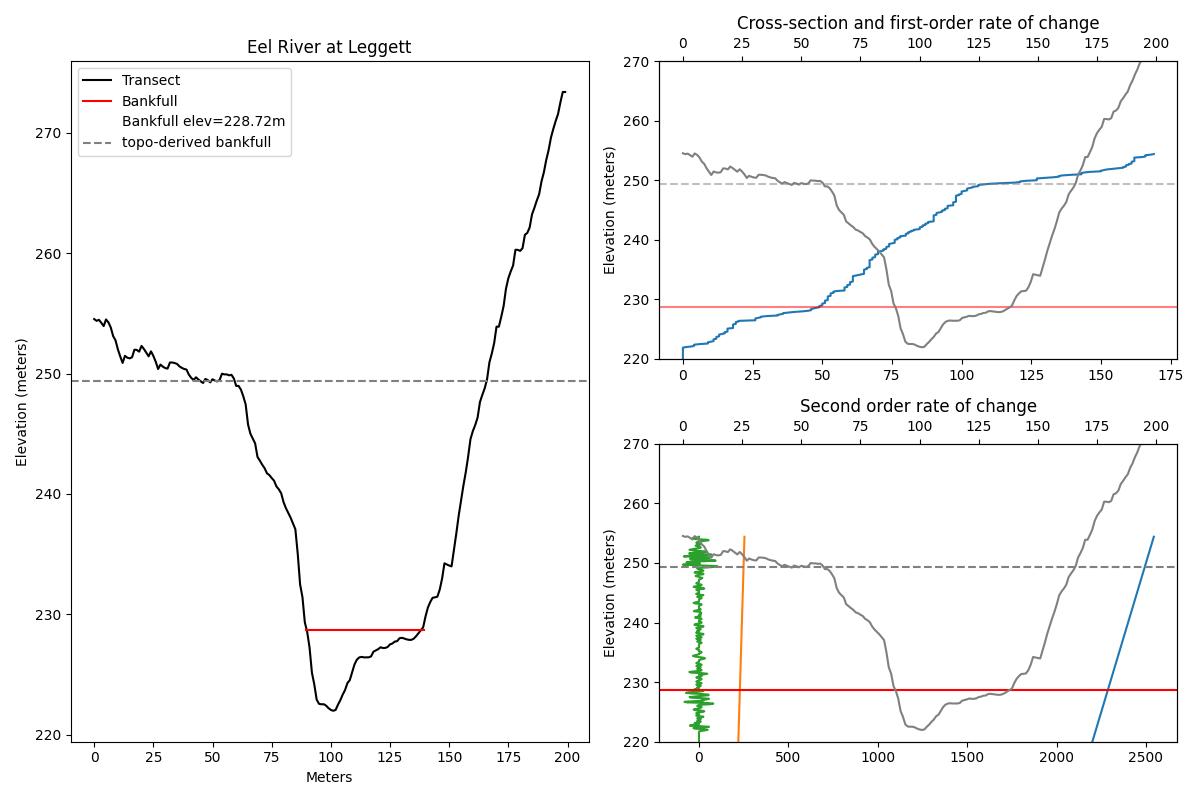 Eel River at Leggett
Transect
Bankfull
Bankfull elev=228.72m
topo-derived bankfull
270
260
250
240
230
220
Elevation (meters)
0 25 50 75 100 125 150 175 200
Meters
Cross-section and first-order rate of change
0 25 50 75 100 125 150 175 200
270
260
250
240
230
220
Elevation (meters)
0 25 50 75 100 125 150 175
Second order rate of change
0 25 50 75 100 125 150 175 200
270
260
250
240
230
220
Elevation (meters)
0 500 1000 1500 2000 2500